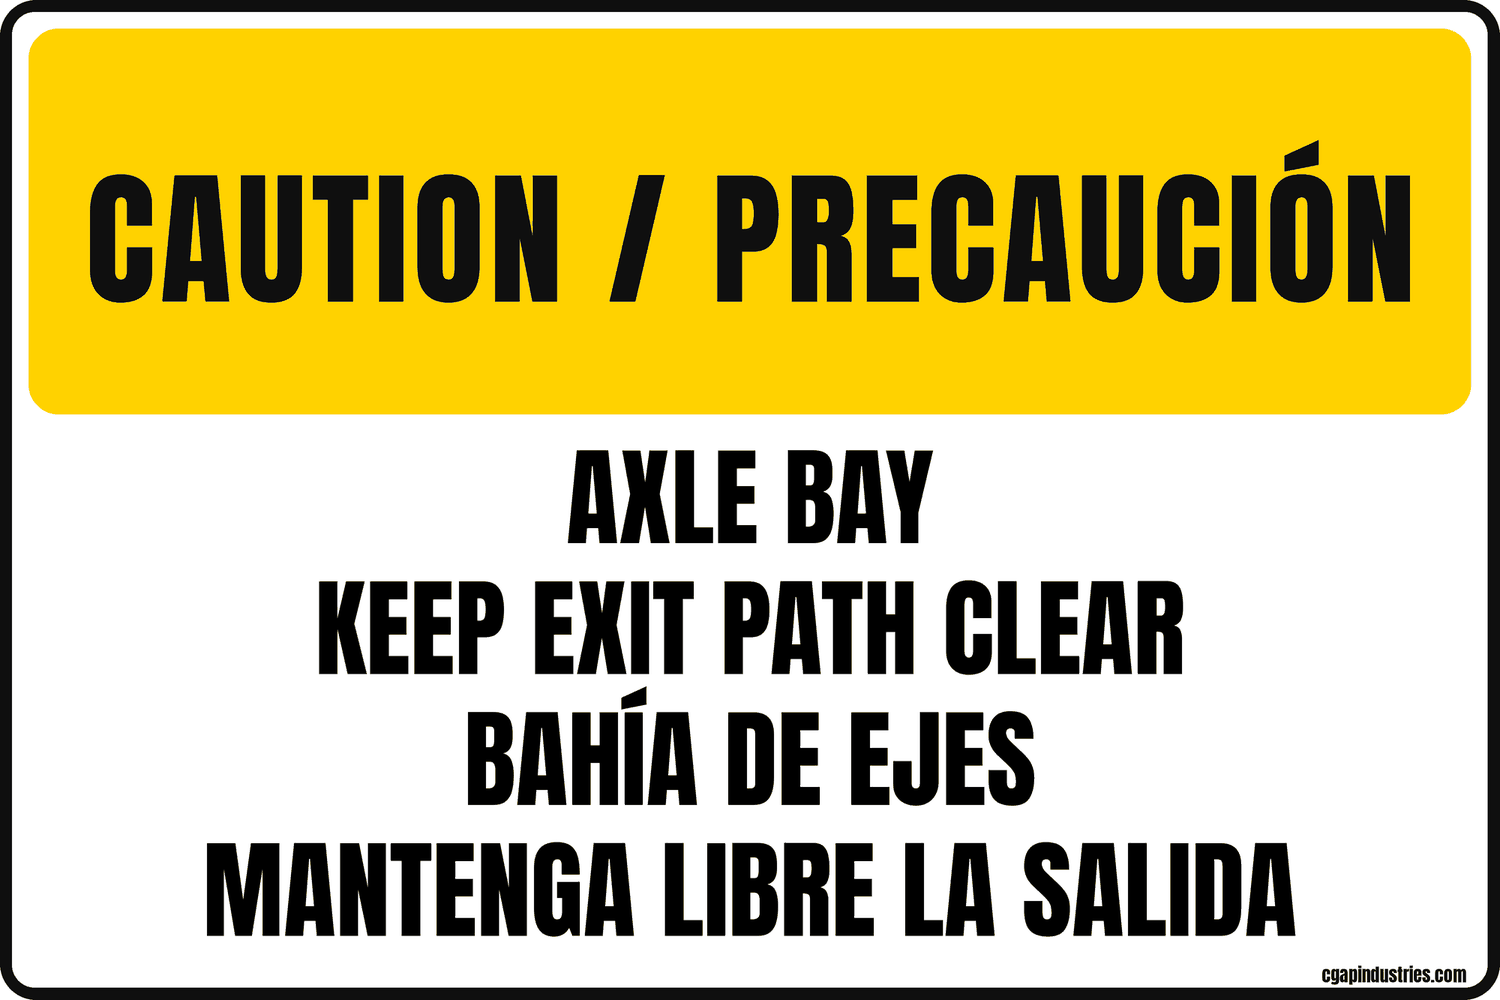 CAUTION / PRECAUCIÓN
AXLE BAY
KEEP EXIT PATH CLEAR
BAHÍA DE EJES
MANTENGA LIBRE LA SALIDA
cgapindustries.com